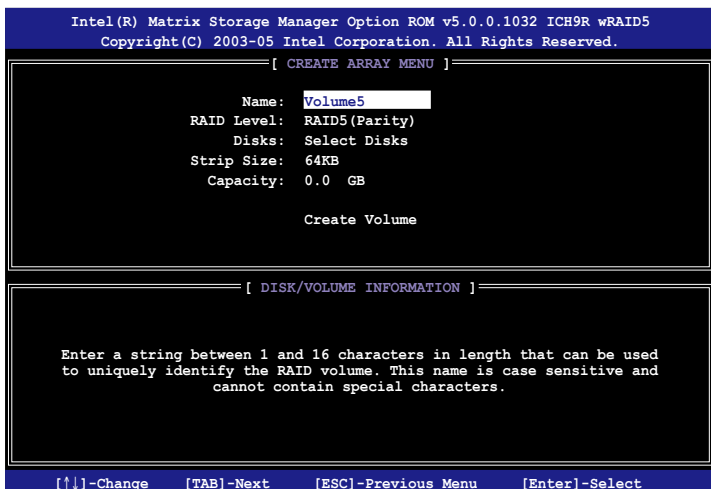 Intel(R) Matrix Storage Manager Option ROM v5.0.0.1032 ICH9R wRAID5
Copyright(C) 2003-05 Intel Corporation. All Rights Reserved.
[ CREATE ARRAY MENU ]
Name: Volume5
RAID Level: RAID5(Parity)
Disks: Select Disks
Strip Size: 64KB
Capacity: 0.0 GB
Create Volume
[ DISK/VOLUME INFORMATION ]
Enter a string between 1 and 16 characters in length that can be used
to uniquely identify the RAID volume. This name is case sensitive and
cannot contain special characters.
[↑↓]-Change [TAB]-Next [ESC]-Previous Menu [Enter]-Select